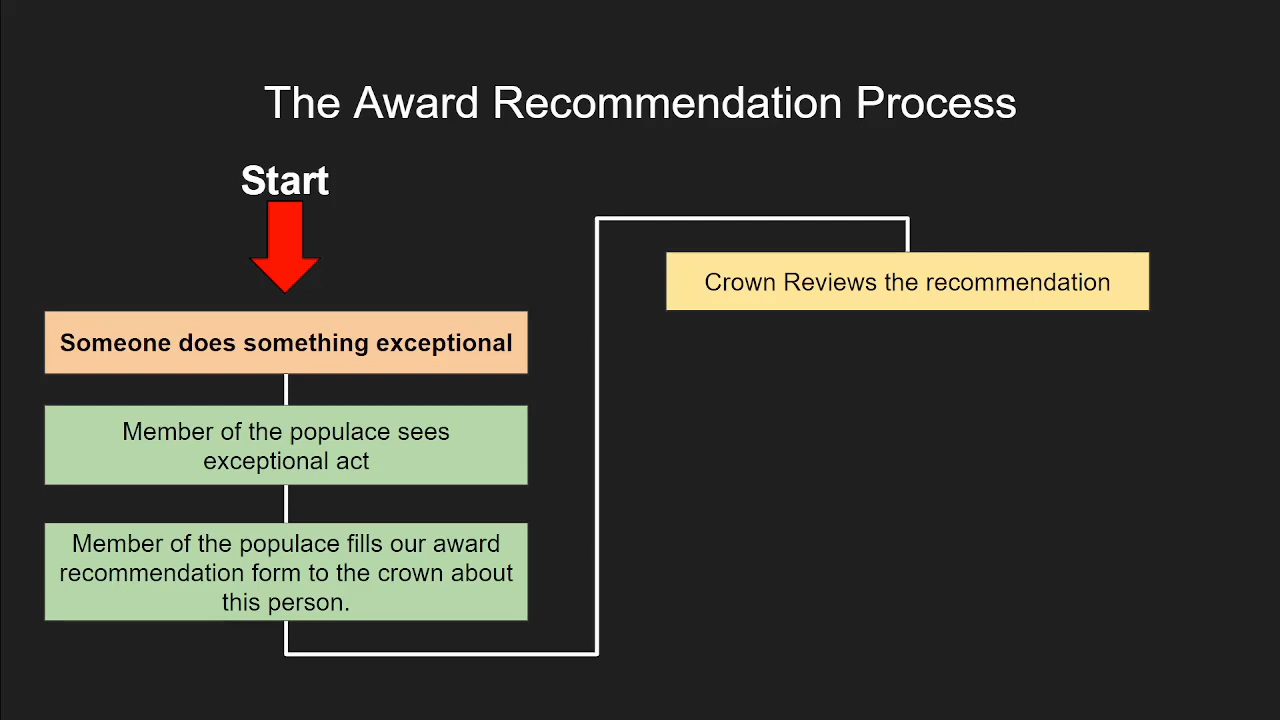 The Award Recommendation Process
Start
Someone does something exceptional
Member of the populace sees
exceptional act
Member of the populace fills our award
recommendation form to the crown about
this person.
Crown Reviews the recommendation